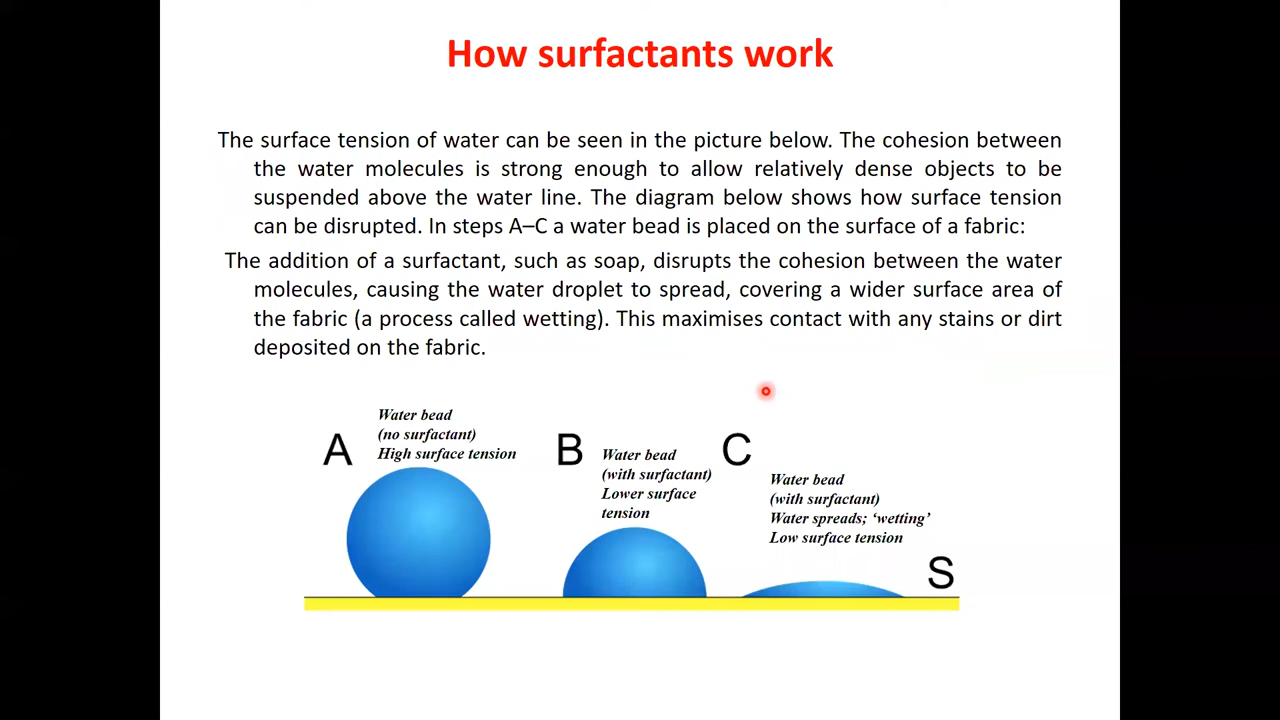 How surfactants work
The surface tension of water can be seen in the picture below. The cohesion between
the water molecules is strong enough to allow relatively dense objects to be
suspended above the water line. The diagram below shows how surface tension
can be disrupted. In steps A–C a water bead is placed on the surface of a fabric:
The addition of a surfactant, such as soap, disrupts the cohesion between the water
molecules, causing the water droplet to spread, covering a wider surface area of
the fabric (a process called wetting). This maximises contact with any stains or dirt
deposited on the fabric.
A
Water bead
(no surfactant)
High surface tension
B
Water bead
(with surfactant)
Lower surface
tension
C
Water bead
(with surfactant)
Water spreads; ‘wetting’
Low surface tension
S